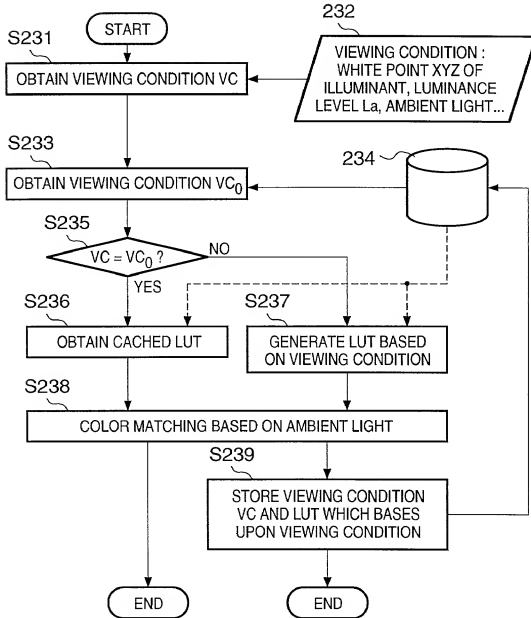 START
S231
OBTAIN VIEWING CONDITION VC
232
VIEWING CONDITION :
WHITE POINT XYZ OF
ILLUMINANT, LUMINANCE
LEVEL La, AMBIENT LIGHT...
S233
OBTAIN VIEWING CONDITION VC₀
234
S235
VC = VC₀ ?
NO
YES
S236
OBTAIN CACHED LUT
S237
GENERATE LUT BASED
ON VIEWING CONDITION
S238
COLOR MATCHING BASED ON AMBIENT LIGHT
S239
STORE VIEWING CONDITION
VC AND LUT WHICH BASES
UPON VIEWING CONDITION
END
END